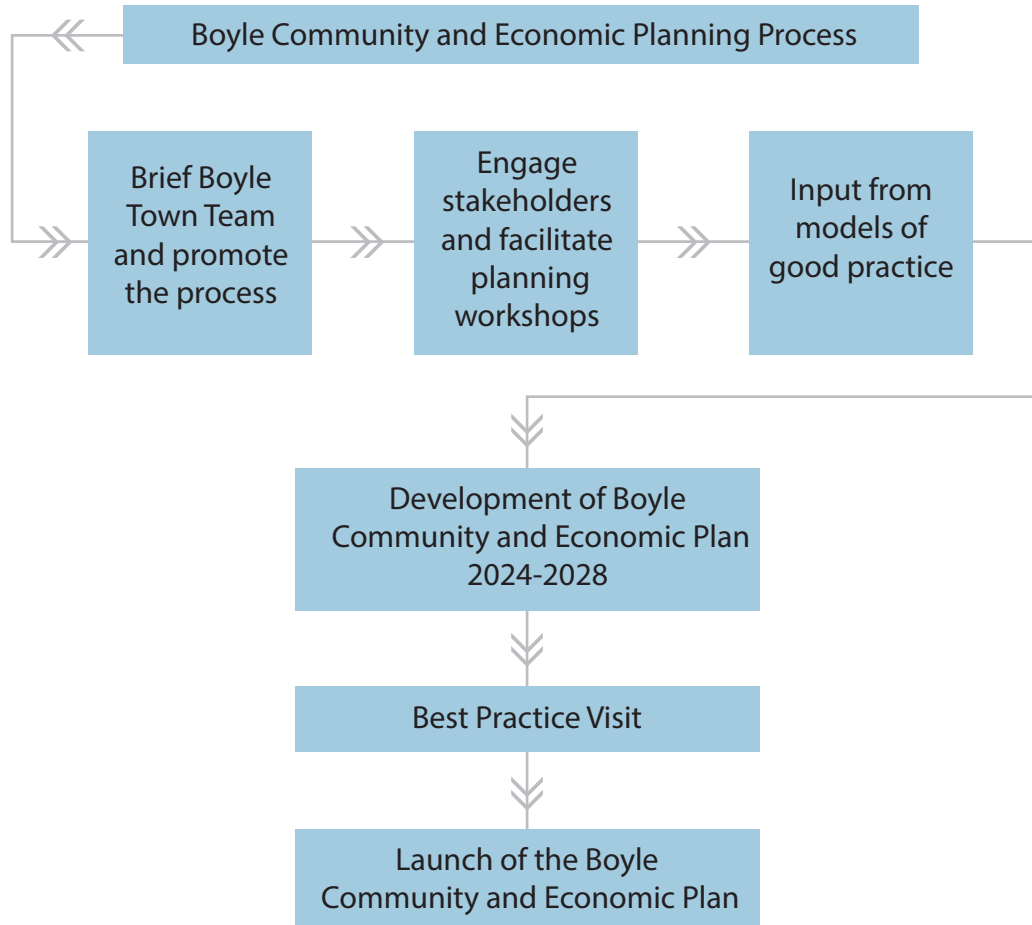 Boyle Community and Economic Planning Process
Brief Boyle
Town Team
and promote
the process
Engage
stakeholders
and facilitate
planning
workshops
Input from
models of
good practice
Development of Boyle
Community and Economic Plan
2024-2028
Best Practice Visit
Launch of the Boyle
Community and Economic Plan